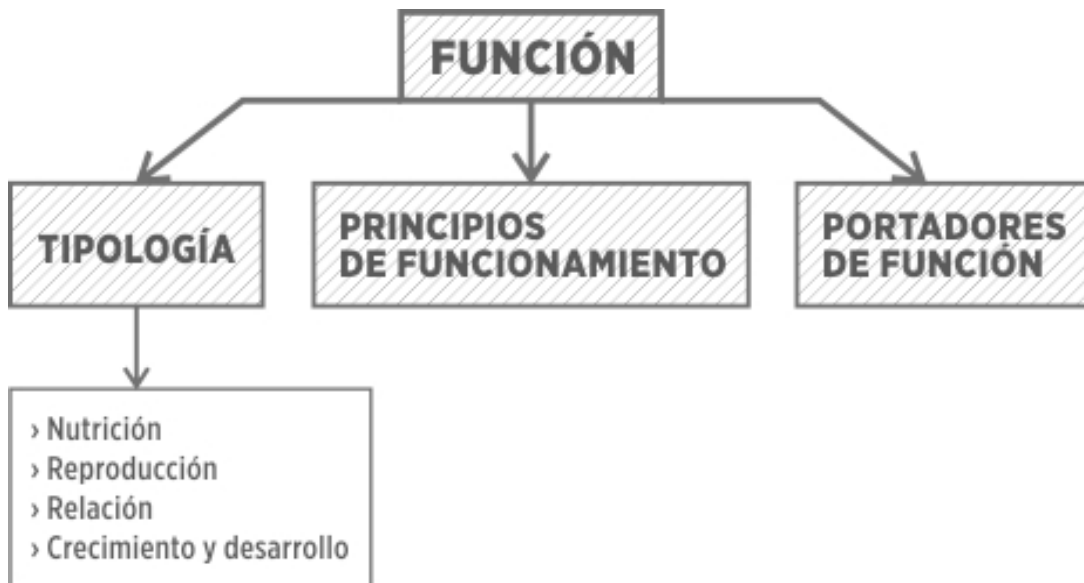 FUNCIÓN
TIPOLOGÍA
PRINCIPIOS
DE FUNCIONAMIENTO
PORTADORES
DE FUNCIÓN
› Nutrición
› Reproducción
› Relación
› Crecimiento y desarrollo